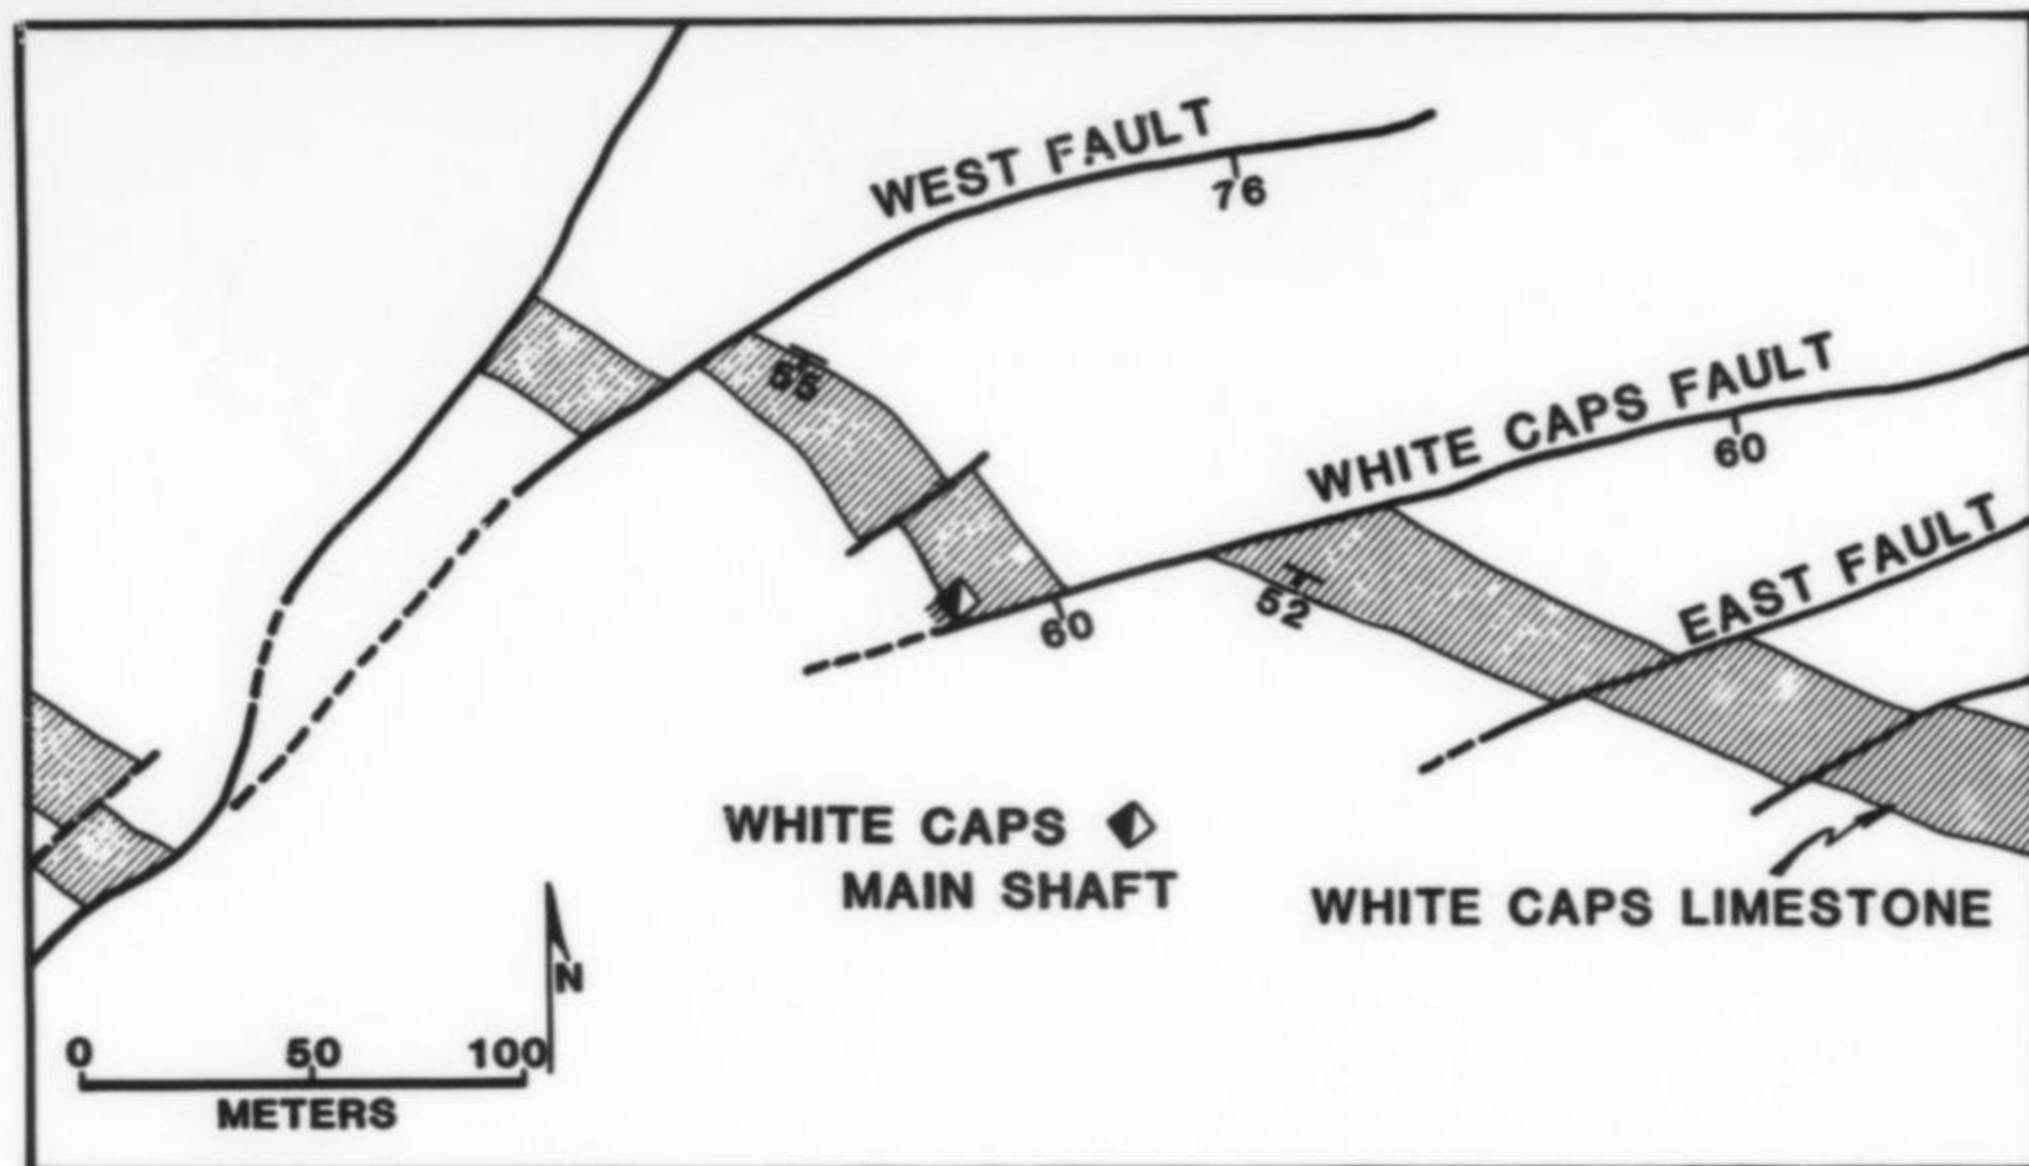 WEST FAULT
76
55
WHITE CAPS FAULT
60
EAST FAULT
52
60
WHITE CAPS
MAIN SHAFT
WHITE CAPS LIMESTONE
N
0 50 100
METERS